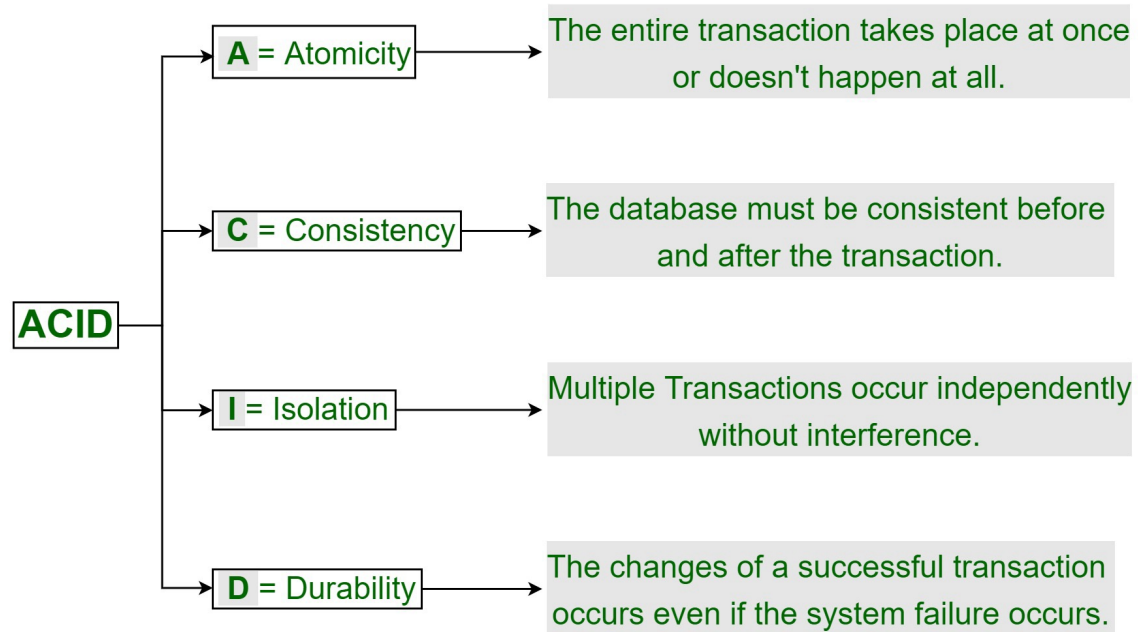 A = Atomicity
The entire transaction takes place at once
or doesn't happen at all.
C = Consistency
The database must be consistent before
and after the transaction.
ACID
I = Isolation
Multiple Transactions occur independently
without interference.
D = Durability
The changes of a successful transaction
occurs even if the system failure occurs.